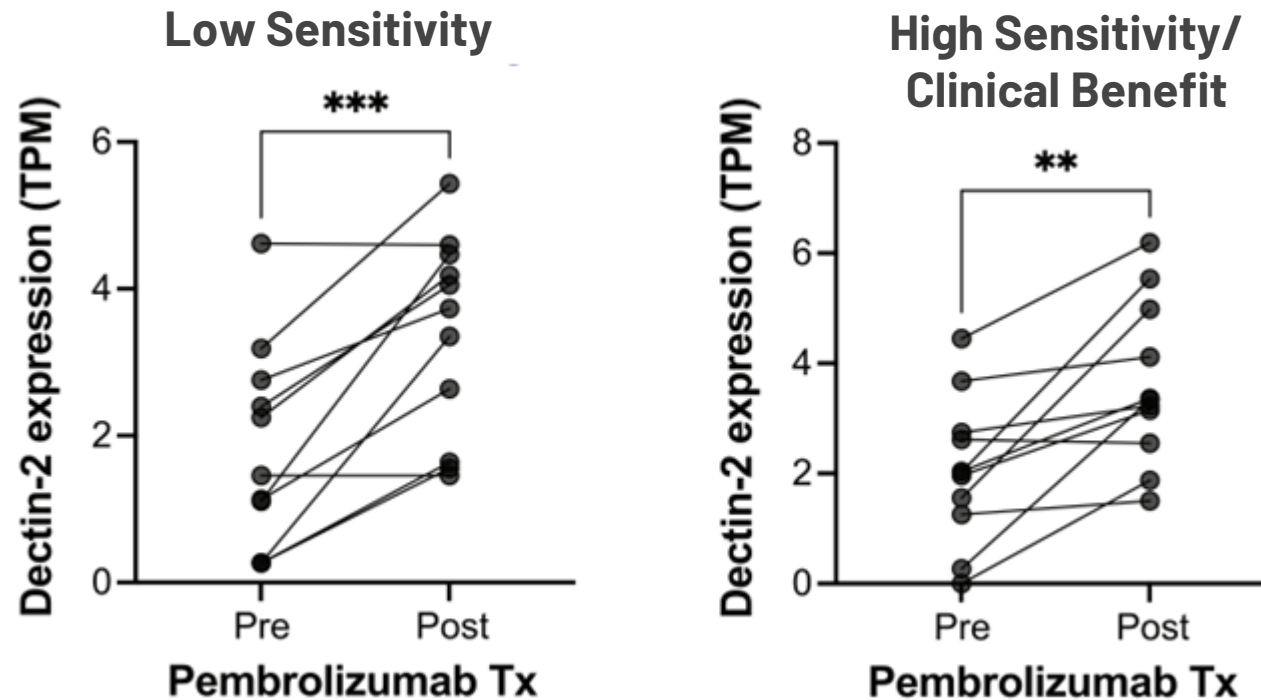 Low Sensitivity
***
Dectin-2 expression (TPM)
6
4
2
0
Pre Post
Pembrolizumab Tx
High Sensitivity/
Clinical Benefit
**
Dectin-2 expression (TPM)
8
6
4
2
0
Pre Post
Pembrolizumab Tx